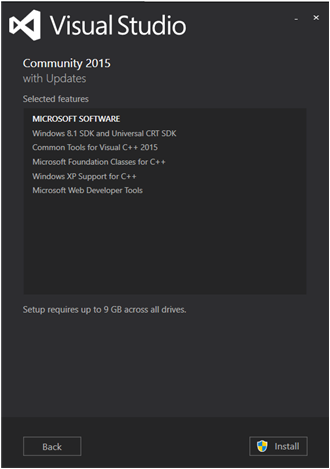 Visual Studio
Community 2015
with Updates
Selected features
MICROSOFT SOFTWARE
Windows 8.1 SDK and Universal CRT SDK
Common Tools for Visual C++ 2015
Microsoft Foundation Classes for C++
Windows XP Support for C++
Microsoft Web Developer Tools
Setup requires up to 9 GB across all drives.
Back
Install